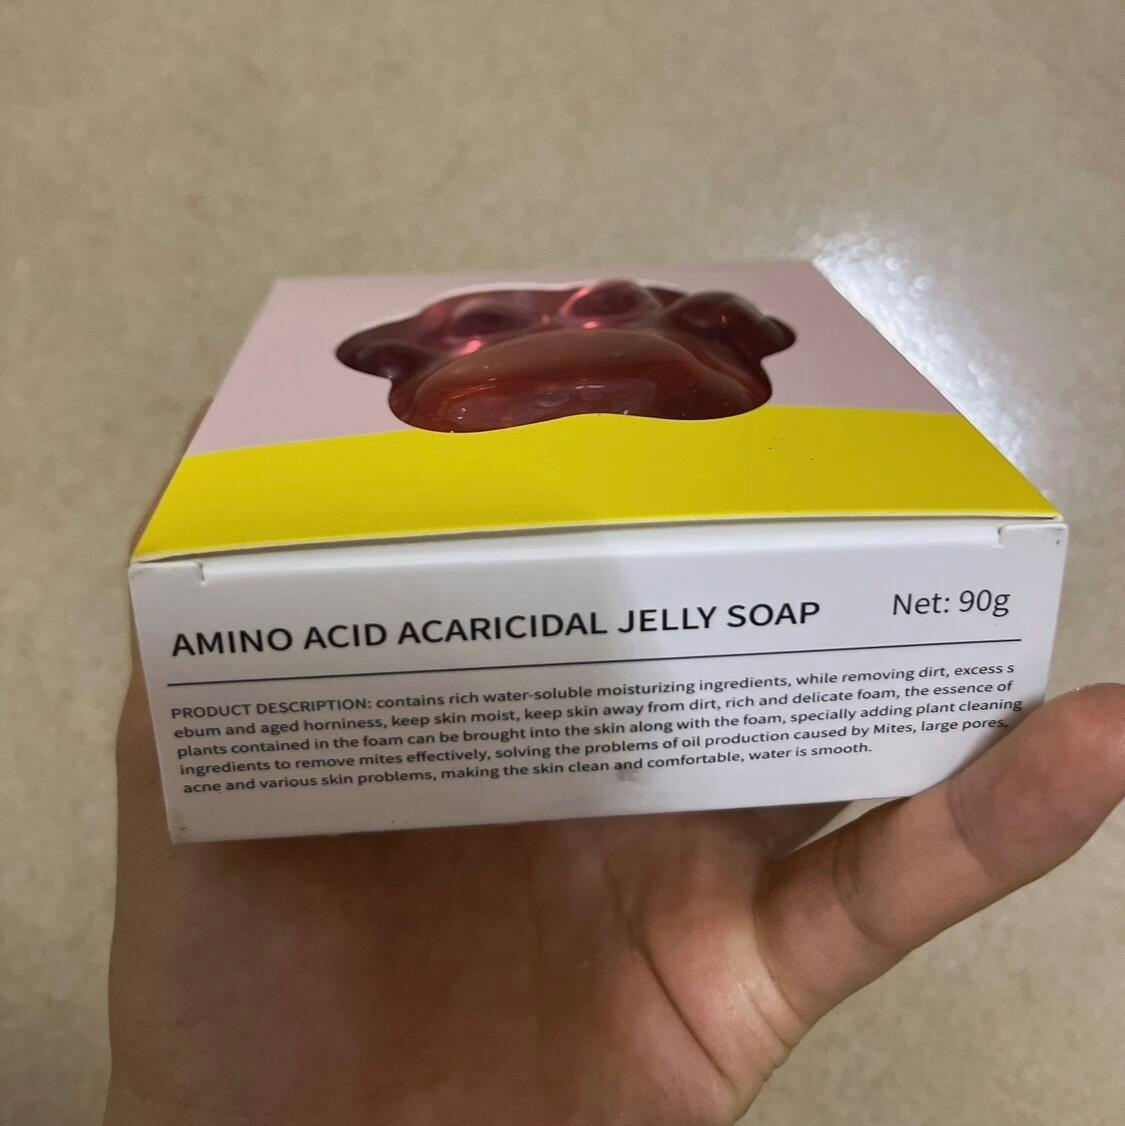 AMINO ACID ACARICIDAL JELLY SOAP Net: 90g
PRODUCT DESCRIPTION: contains rich water-soluble moisturizing ingredients, while removing dirt, excess s
ebum and aged horniness, keep skin moist, keep skin away from dirt, rich and delicate foam, the essence of
plants contained in the foam can be brought into the skin along with the foam, specially adding plant cleaning
ingredients to remove mites effectively, solving the problems of oil production caused by Mites, large pores,
acne and various skin problems, making the skin clean and comfortable, water is smooth.